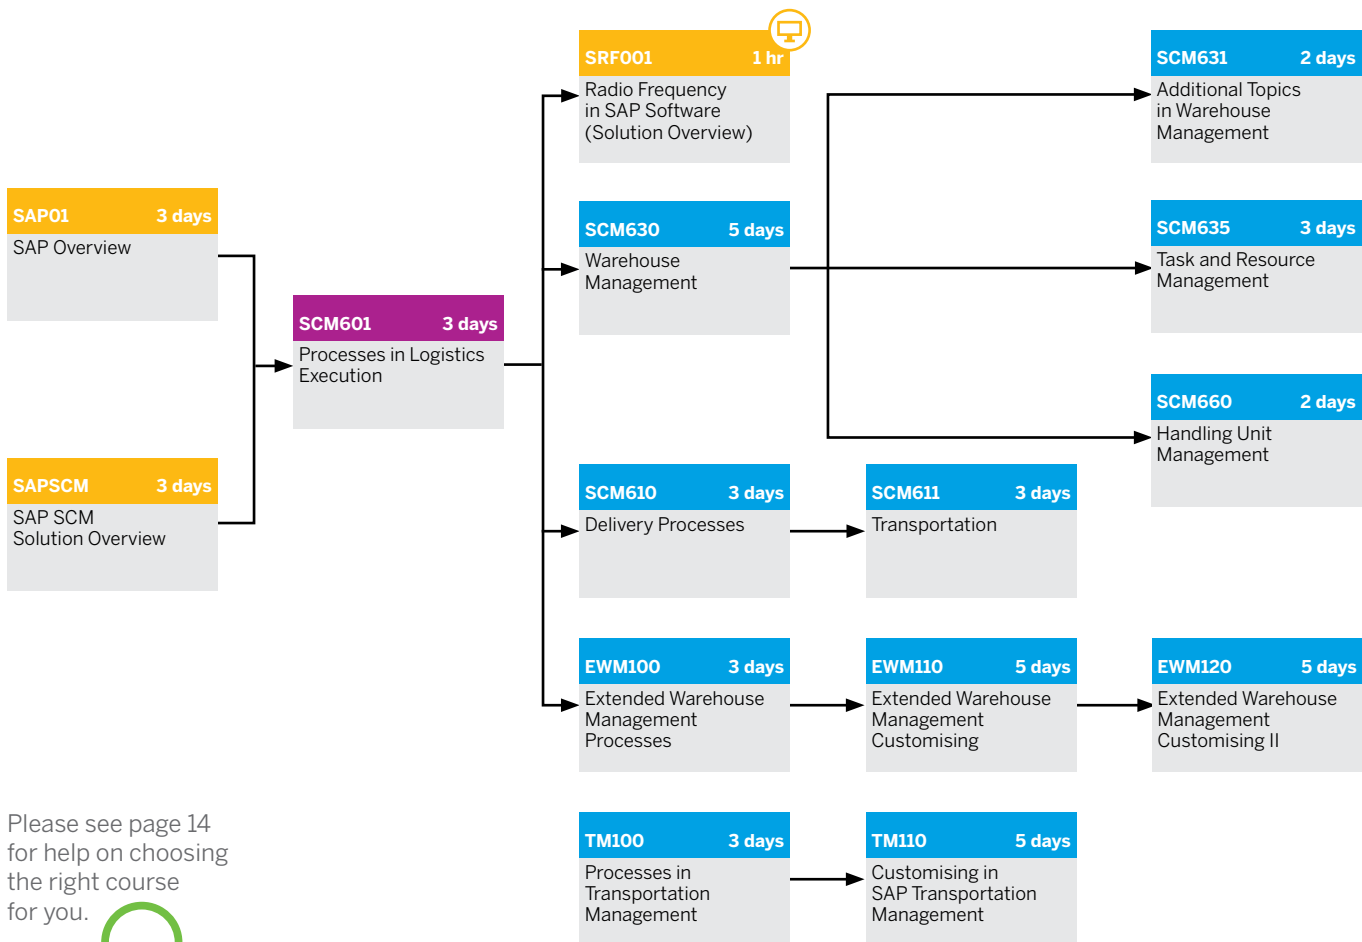 SAP01 3 days
SAP Overview
SAPSCM 3 days
SAP SCM
Solution Overview
SCM601 3 days
Processes in Logistics
Execution
SRF001 1 hr
Radio Frequency
in SAP Software
(Solution Overview)
SCM630 5 days
Warehouse
Management
SCM631 2 days
Additional Topics
in Warehouse
Management
SCM635 3 days
Task and Resource
Management
SCM660 2 days
Handling Unit
Management
SCM610 3 days
Delivery Processes
SCM611 3 days
Transportation
EWM100 3 days
Extended Warehouse
Management
Processes
EWM110 5 days
Extended Warehouse
Management
Customising
EWM120 5 days
Extended Warehouse
Management
Customising II
TM100 3 days
Processes in
Transportation
Management
TM110 5 days
Customising in
SAP Transportation
Management
Please see page 14
for help on choosing
the right course
for you.